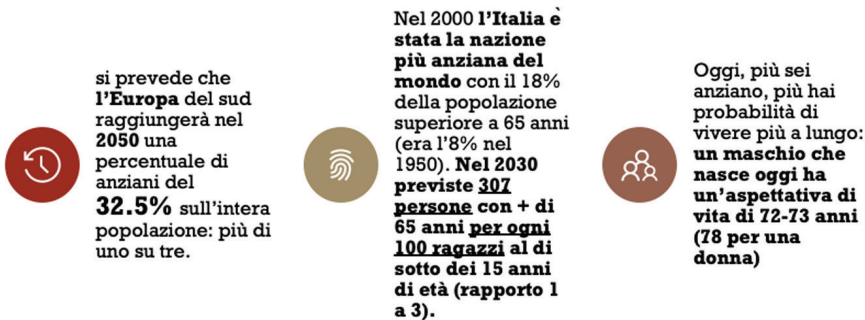 si prevede che
l'Europa del sud
raggiungerà nel
2050 una
percentuale di
anziani del
32.5% sull'intera
popolazione: più di
uno su tre.
Nel 2000 l'Italia è
stata la nazione
più anziana del
mondo con il 18%
della popolazione
superiore a 65 anni
(era l'8% nel
1950). Nel 2030
previste 307
persone con + di
65 anni per ogni
100 ragazzi al di
sotto dei 15 anni
di età (rapporto 1
a 3).
Oggi, più sei
anziano, più hai
probabilità di
vivere più a lungo:
un maschio che
nasce oggi ha
un'aspettativa di
vita di 72-73 anni
(78 per una
donna)